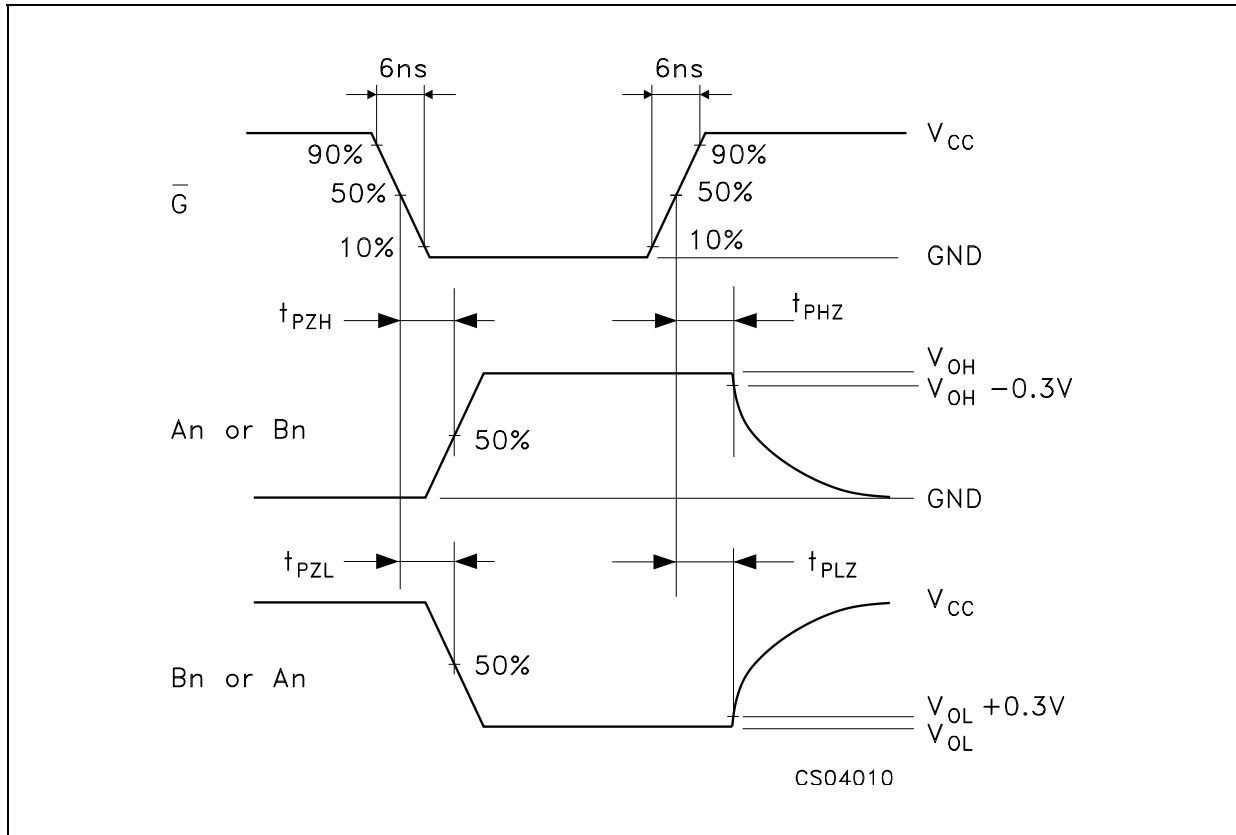 6ns 6ns
V_CC
90% 90%
G̅ 50% 50%
10% 10%
GND
t_PZH t_PHZ
V_OH
V_OH −0.3V
An or Bn 50%
GND
t_PZL t_PLZ
V_CC
50%
Bn or An
V_OL +0.3V
V_OL
CS04010